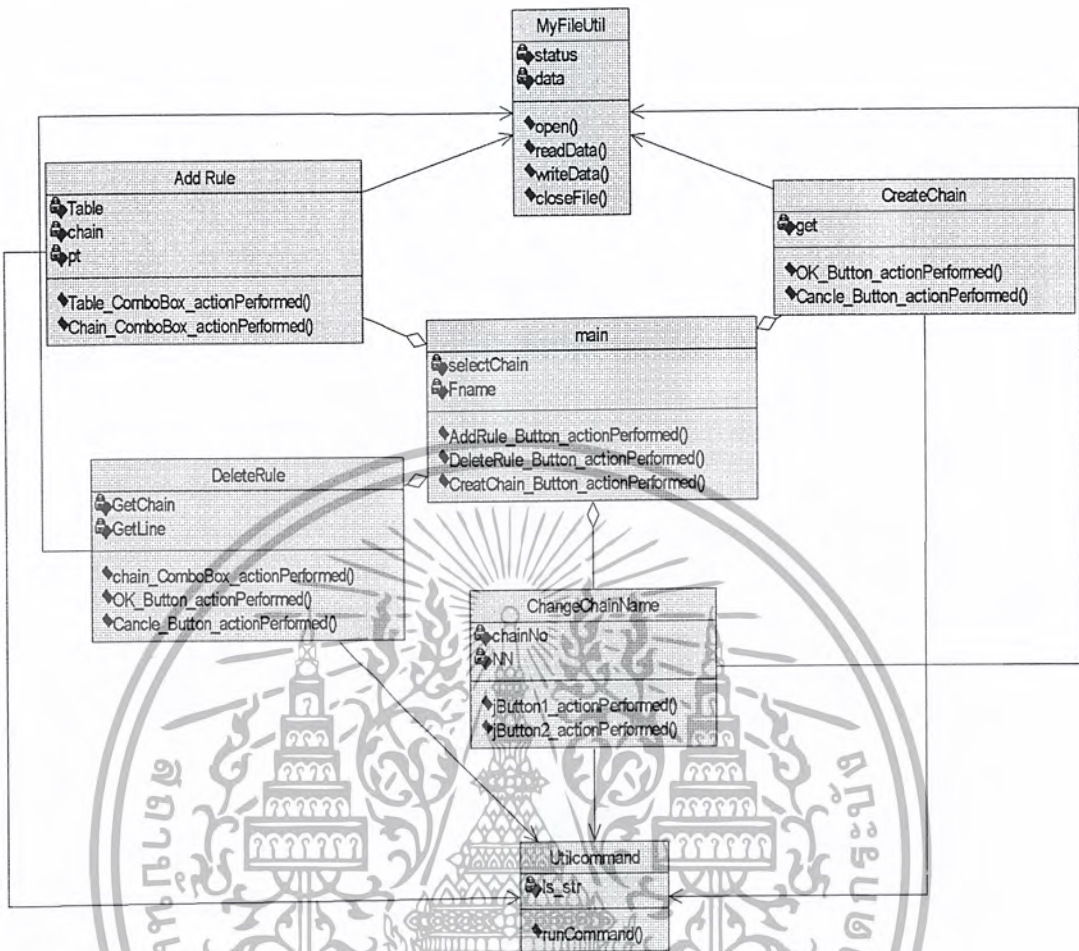 MyFileUtil
status
data
open()
readData()
writeData()
closeFile()
Add Rule
Table
chain
pt
Table_ComboBox_actionPerformed()
Chain_ComboBox_actionPerformed()
CreateChain
get
OK_Button_actionPerformed()
Cancle_Button_actionPerformed()
main
selectChain
Fname
AddRule_Button_actionPerformed()
DeleteRule_Button_actionPerformed()
CreatChain_Button_actionPerformed()
DeleteRule
GetChain
GetLine
chain_ComboBox_actionPerformed()
OK_Button_actionPerformed()
Cancle_Button_actionPerformed()
ChangeChainName
chainNo
NN
jButton1_actionPerformed()
jButton2_actionPerformed()
Utilcommand
ls_str
runCommand()